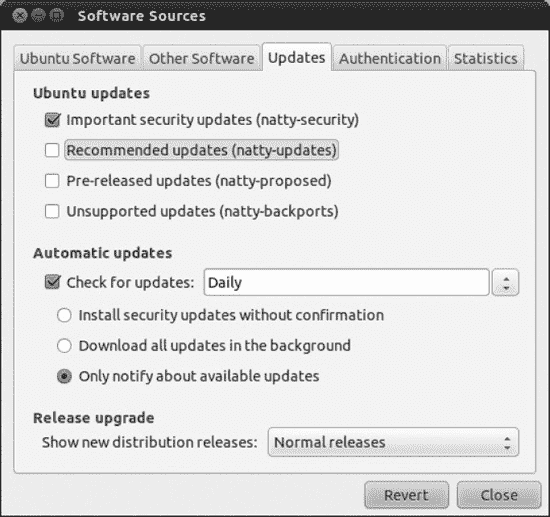 Software Sources
Ubuntu Software Other Software Updates Authentication Statistics
Ubuntu updates
Important security updates (natty-security)
Recommended updates (natty-updates)
Pre-released updates (natty-proposed)
Unsupported updates (natty-backports)
Automatic updates
Check for updates: Daily
Install security updates without confirmation
Download all updates in the background
Only notify about available updates
Release upgrade
Show new distribution releases: Normal releases
Revert Close